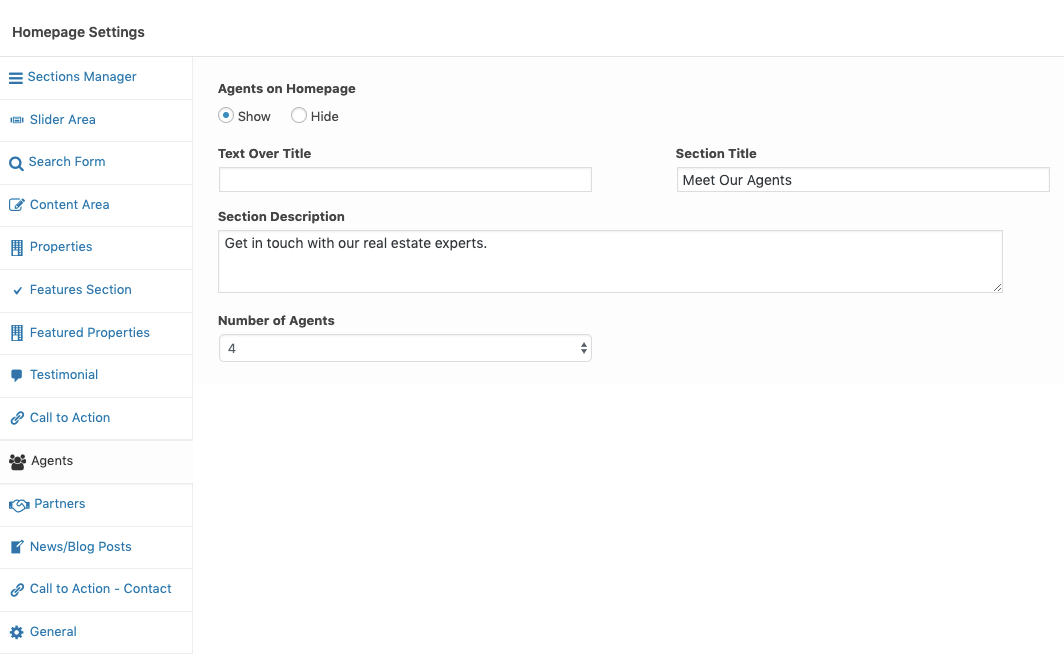 Homepage Settings
Sections Manager
Slider Area
Search Form
Content Area
Properties
Features Section
Featured Properties
Testimonial
Call to Action
Agents
Partners
News/Blog Posts
Call to Action - Contact
General
Agents on Homepage
Show Hide
Text Over Title
Section Title
Meet Our Agents
Section Description
Get in touch with our real estate experts.
Number of Agents
4